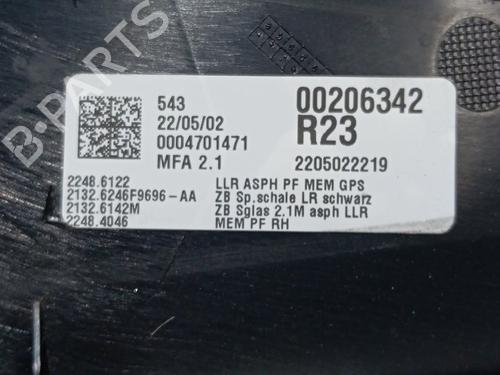 B-PARTS
543
22/05/02
0004701471
MFA 2.1
00206342
R23
2205022219
2248.6122
2132.6246F9696-AA
2132.6142M
2248.4046
LLR ASPH PF MEM GPS
ZB Sp.schale LR schwarz
ZB Sglas 2.1M asph LLR
MEM PF RH